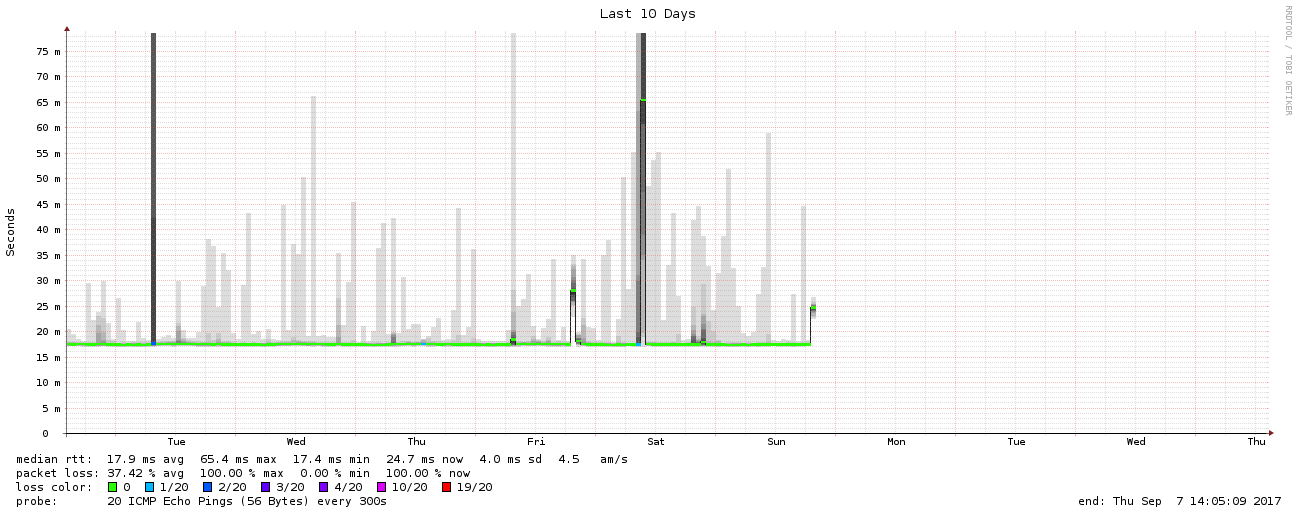 Last 10 Days
RRDTOOL / TOBI OETIKER
Seconds
75 m
70 m
65 m
60 m
55 m
50 m
45 m
40 m
35 m
30 m
25 m
20 m
15 m
10 m
5 m
0
Tue Wed Thu Fri Sat Sun Mon Tue Wed Thu
median rtt: 17.9 ms avg 65.4 ms max 17.4 ms min 24.7 ms now 4.0 ms sd 4.5 am/s
packet loss: 37.42 % avg 100.00 % max 0.00 % min 100.00 % now
loss color: 0 1/20 2/20 3/20 4/20 10/20 19/20
probe: 20 ICMP Echo Pings (56 Bytes) every 300s end: Thu Sep 7 14:05:09 2017